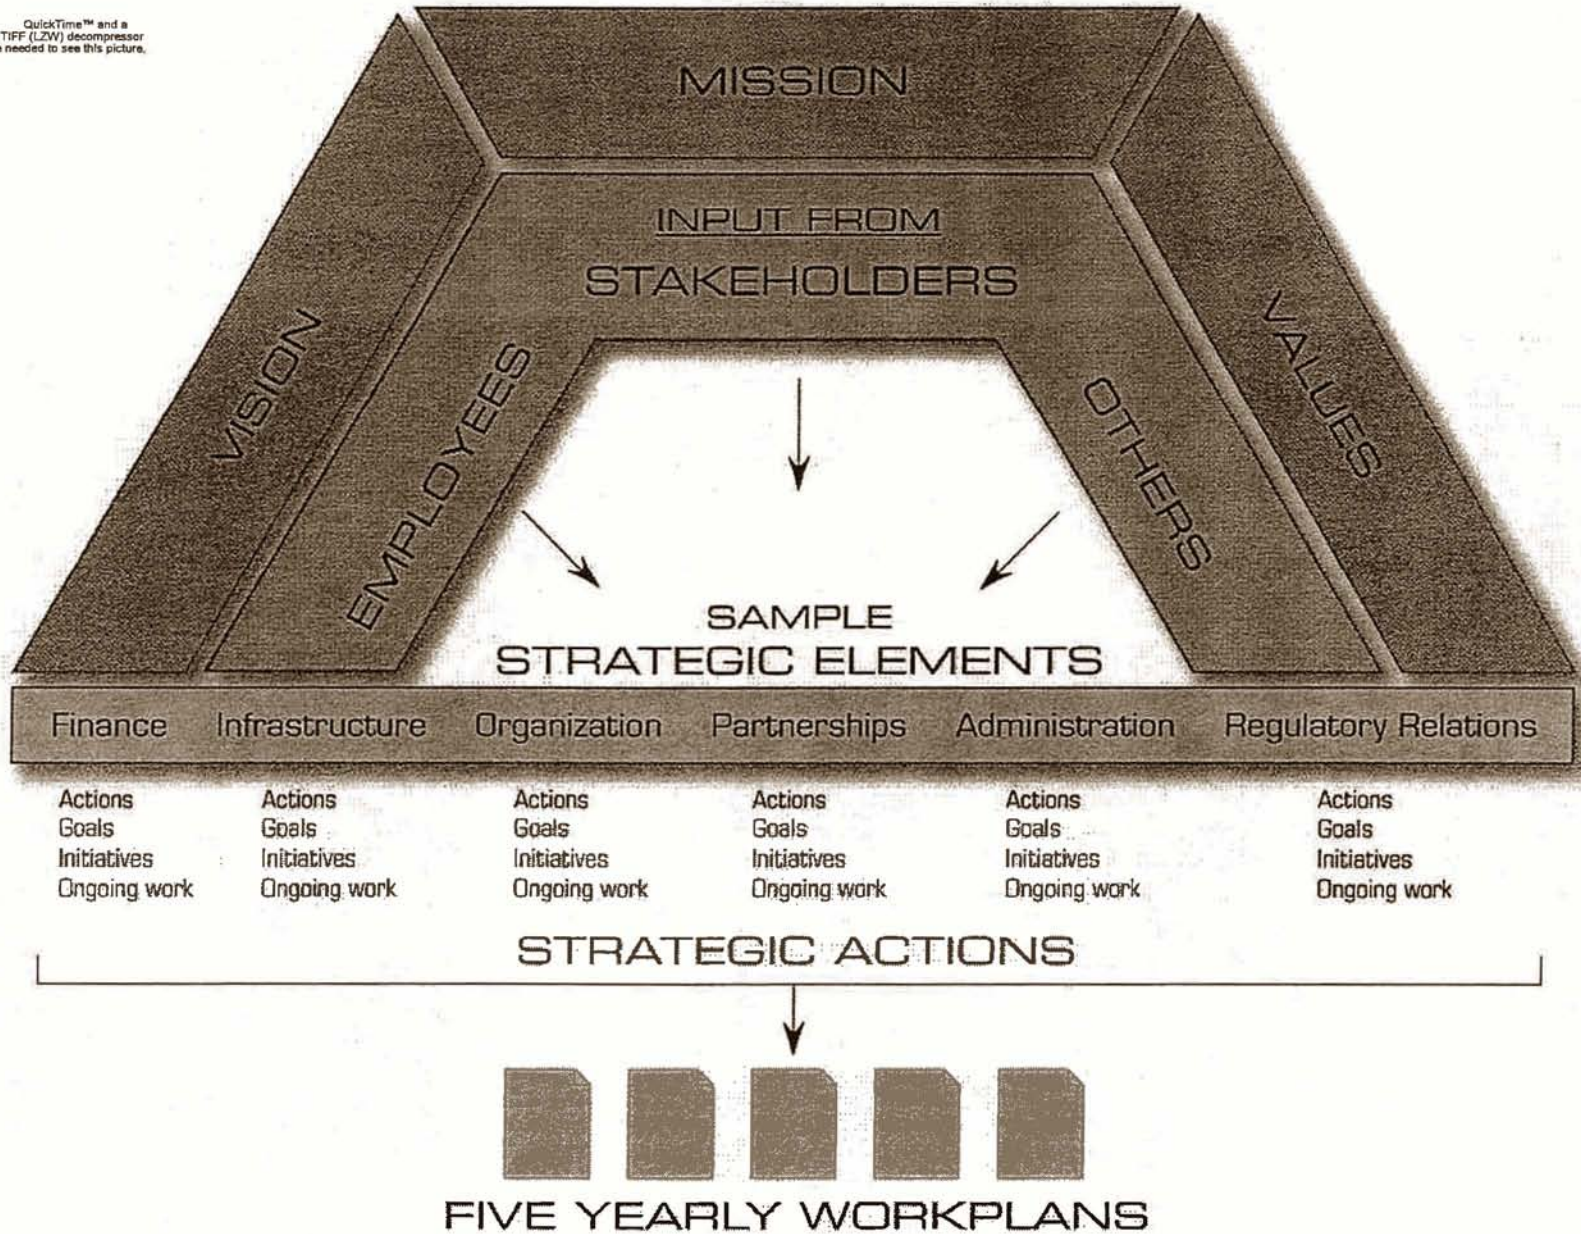 QuickTime™ and a
TIFF (LZW) decompressor
needed to see this picture.
MISSION
INPUT FROM
STAKEHOLDERS
VISION
EMPLOYEES
OTHERS
VALUES
SAMPLE
STRATEGIC ELEMENTS
Finance Infrastructure Organization Partnerships Administration Regulatory Relations
Actions Actions Actions Actions Actions Actions
Goals Goals Goals Goals Goals Goals
Initiatives Initiatives Initiatives Initiatives Initiatives Initiatives
Ongoing work Ongoing work Ongoing work Ongoing work Ongoing work Ongoing work
STRATEGIC ACTIONS
FIVE YEARLY WORKPLANS